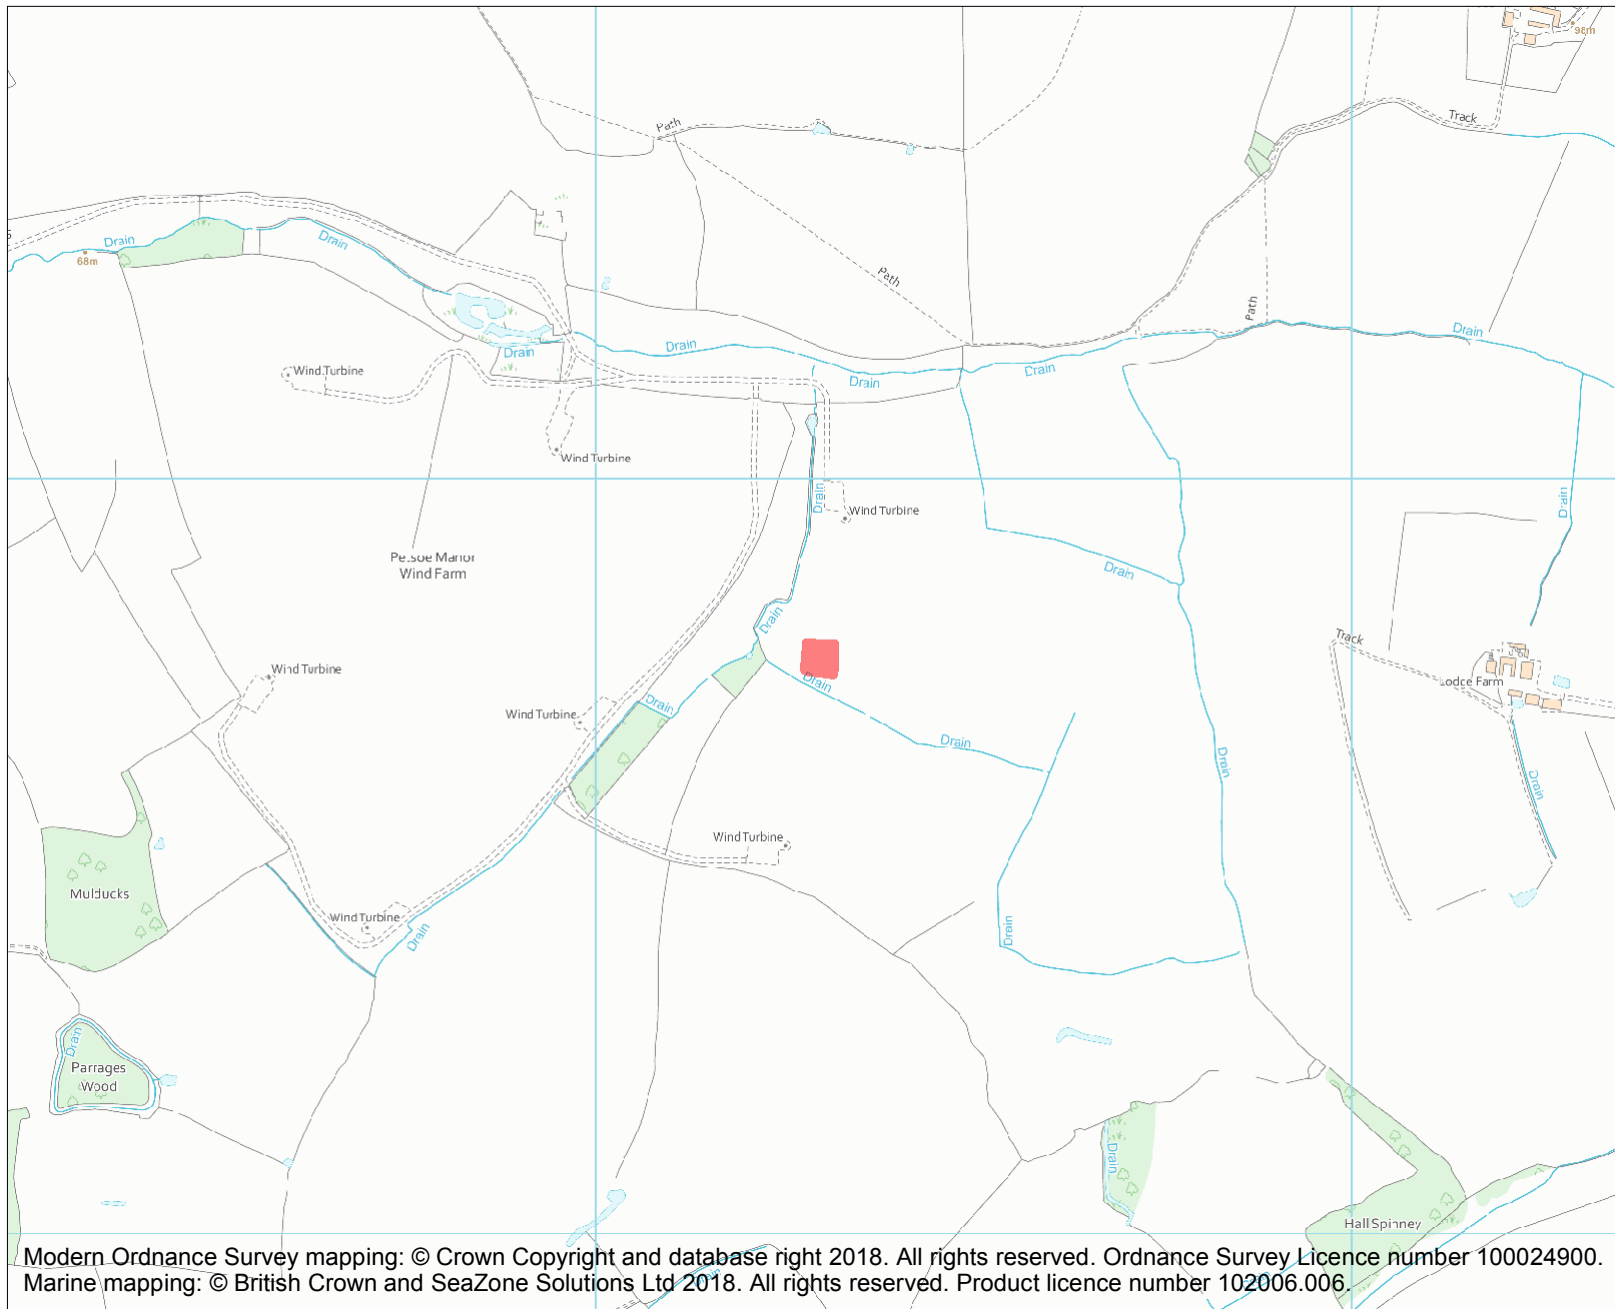 98m
Track
Path
Drain
Drain
68m
Path
Path
Drain
Drain
Drain
Drain
Drain
Wind Turbine
Wind Turbine
Drain
Drain
Wind Turbine
Petsoe Manor
Wind Farm
Drain
Drain
Track
Wind Turbine
Drain
Lodge Farm
Drain
Wind Turbine
Drain
Drain
Drain
Wind Turbine
Mulducks
Wind Turbine
Drain
Drain
Drain
Parrages
Wood
Drain
Hall Spinney
Modern Ordnance Survey mapping: © Crown Copyright and database right 2018. All rights reserved. Ordnance Survey Licence number 100024900.
Marine mapping: © British Crown and SeaZone Solutions Ltd 2018. All rights reserved. Product licence number 102006.006.
Drain